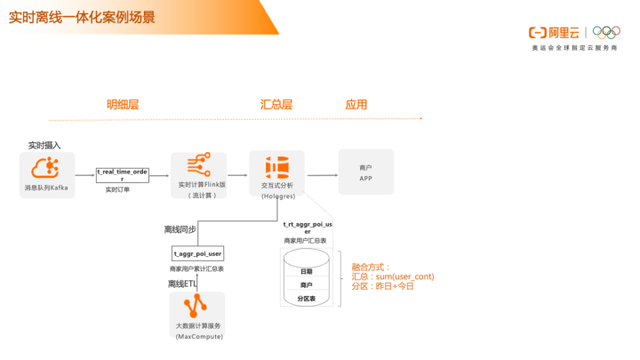 实时离线一体化案例场景
阿里云
奥运会全球指定云服务商
明细层
汇总层
应用
实时摄入
消息队列Kafka
t_real_time_orde
r
实时订单
实时计算Flink版
（流计算）
交互式分析
(Hologres)
商户
APP
离线同步
t_aggr_poi_user
商家用户累计汇总表
离线ETL
大数据计算服务
(MaxCompute)
t_rt_aggr_poi_us
er
商家用户汇总表
日期
商户
分区表
融合方式：
汇总：sum(user_cont)
分区：昨日+今日